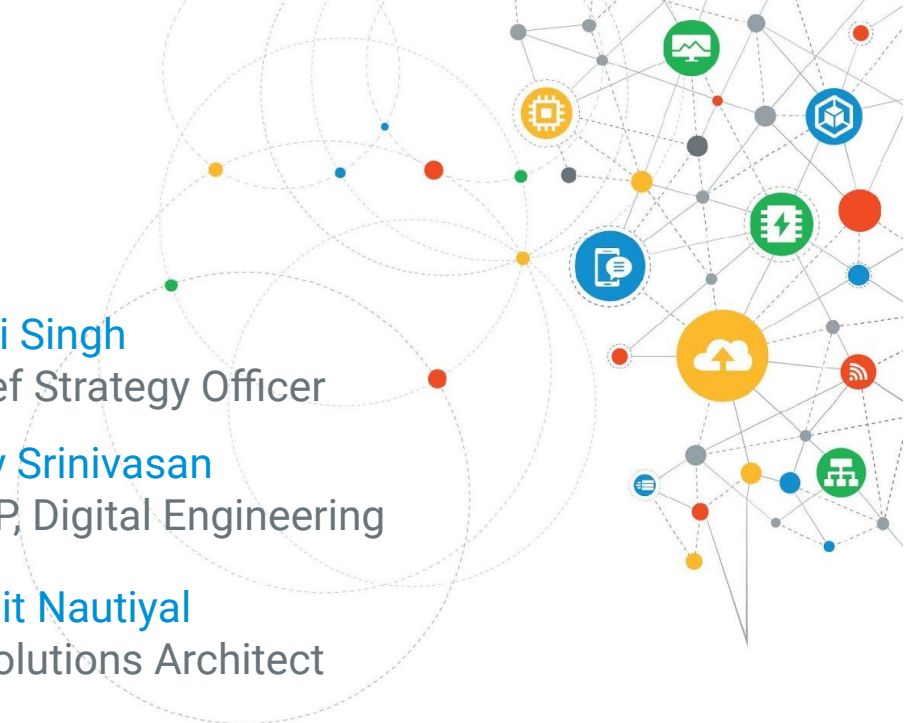 i Singh
ef Strategy Officer
y Srinivasan
P, Digital Engineering
it Nautiyal
olutions Architect